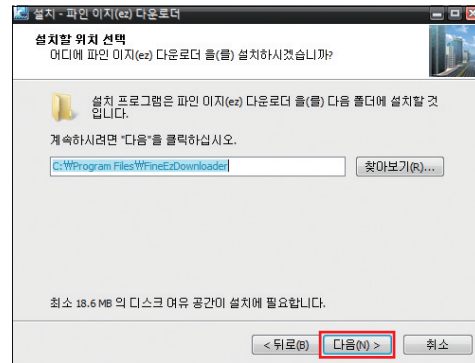 설치 - 파인 이지(ez) 다운로더
설치할 위치 선택
어디에 파인 이지(ez) 다운로더 을(를) 설치하시겠습니까?
설치 프로그램은 파인 이지(ez) 다운로더 을(를) 다음 폴더에 설치할 것
입니다.
계속하시려면 "다음"을 클릭하십시오.
C:₩Program Files₩FineEzDownloader
찾아보기(R)...
최소 18.6 MB 의 디스크 여유 공간이 설치에 필요합니다.
< 뒤로(B)
다음(N) >
취소